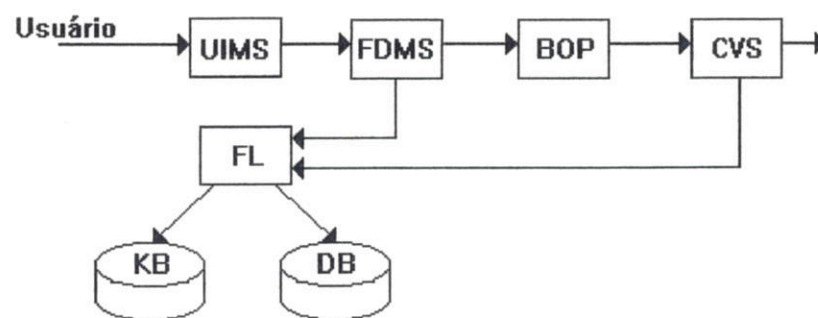 Usuário
UIMS
FDMS
BOP
CVS
FL
KB
DB